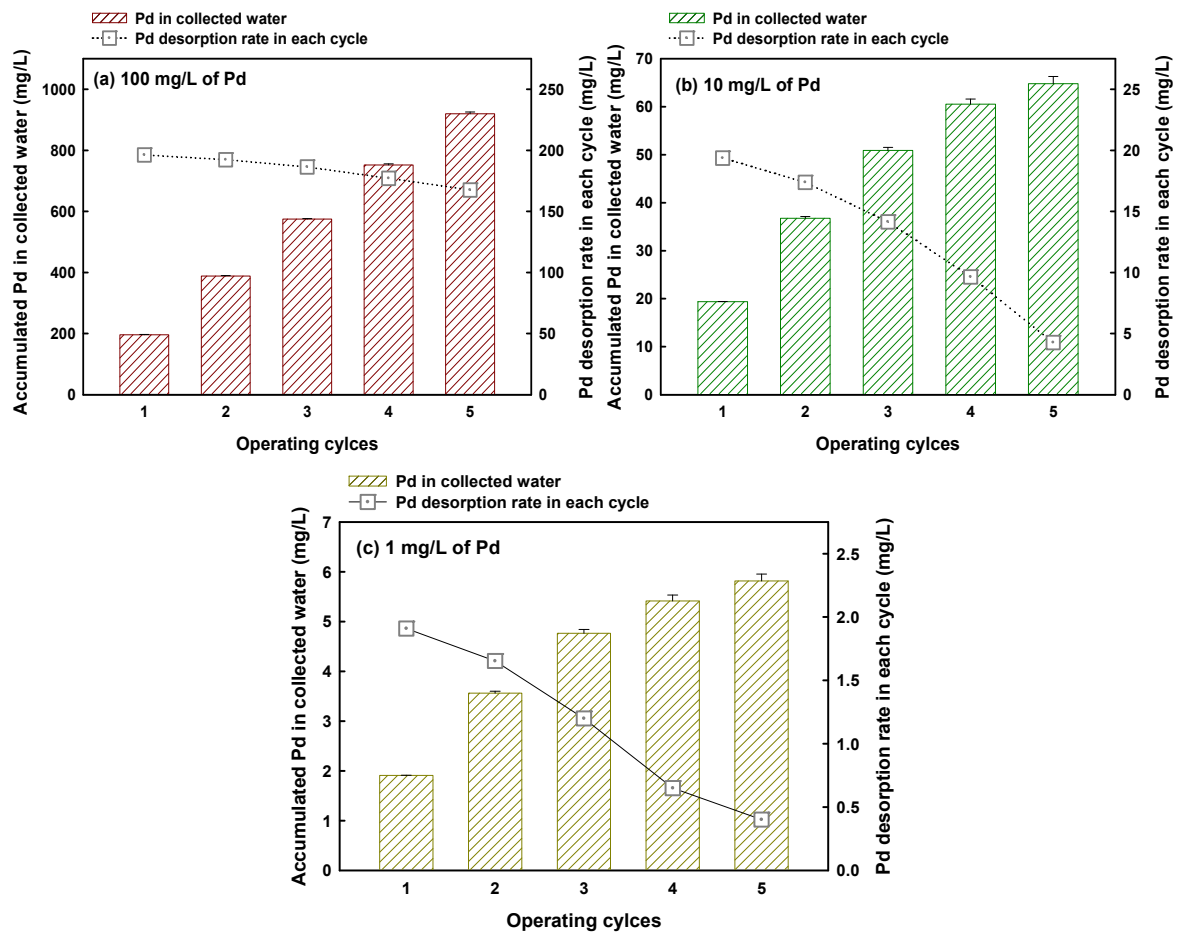 Pd in collected water
Pd desorption rate in each cycle
(a) 100 mg/L of Pd
Accumulated Pd in collected water (mg/L)
1000
800
600
400
200
0
Pd desorption rate in each cycle (mg/L)
250
200
150
100
50
0
1 2 3 4 5
Operating cylces
Pd in collected water
Pd desorption rate in each cycle
(b) 10 mg/L of Pd
Accumulated Pd in collected water (mg/L)
70
60
50
40
30
20
10
0
Pd desorption rate in each cycle (mg/L)
25
20
15
10
5
0
1 2 3 4 5
Operating cylces
Pd in collected water
Pd desorption rate in each cycle
(c) 1 mg/L of Pd
Accumulated Pd in collected water (mg/L)
7
6
5
4
3
2
1
0
Pd desorption rate in each cycle (mg/L)
2.5
2.0
1.5
1.0
0.5
0.0
1 2 3 4 5
Operating cylces